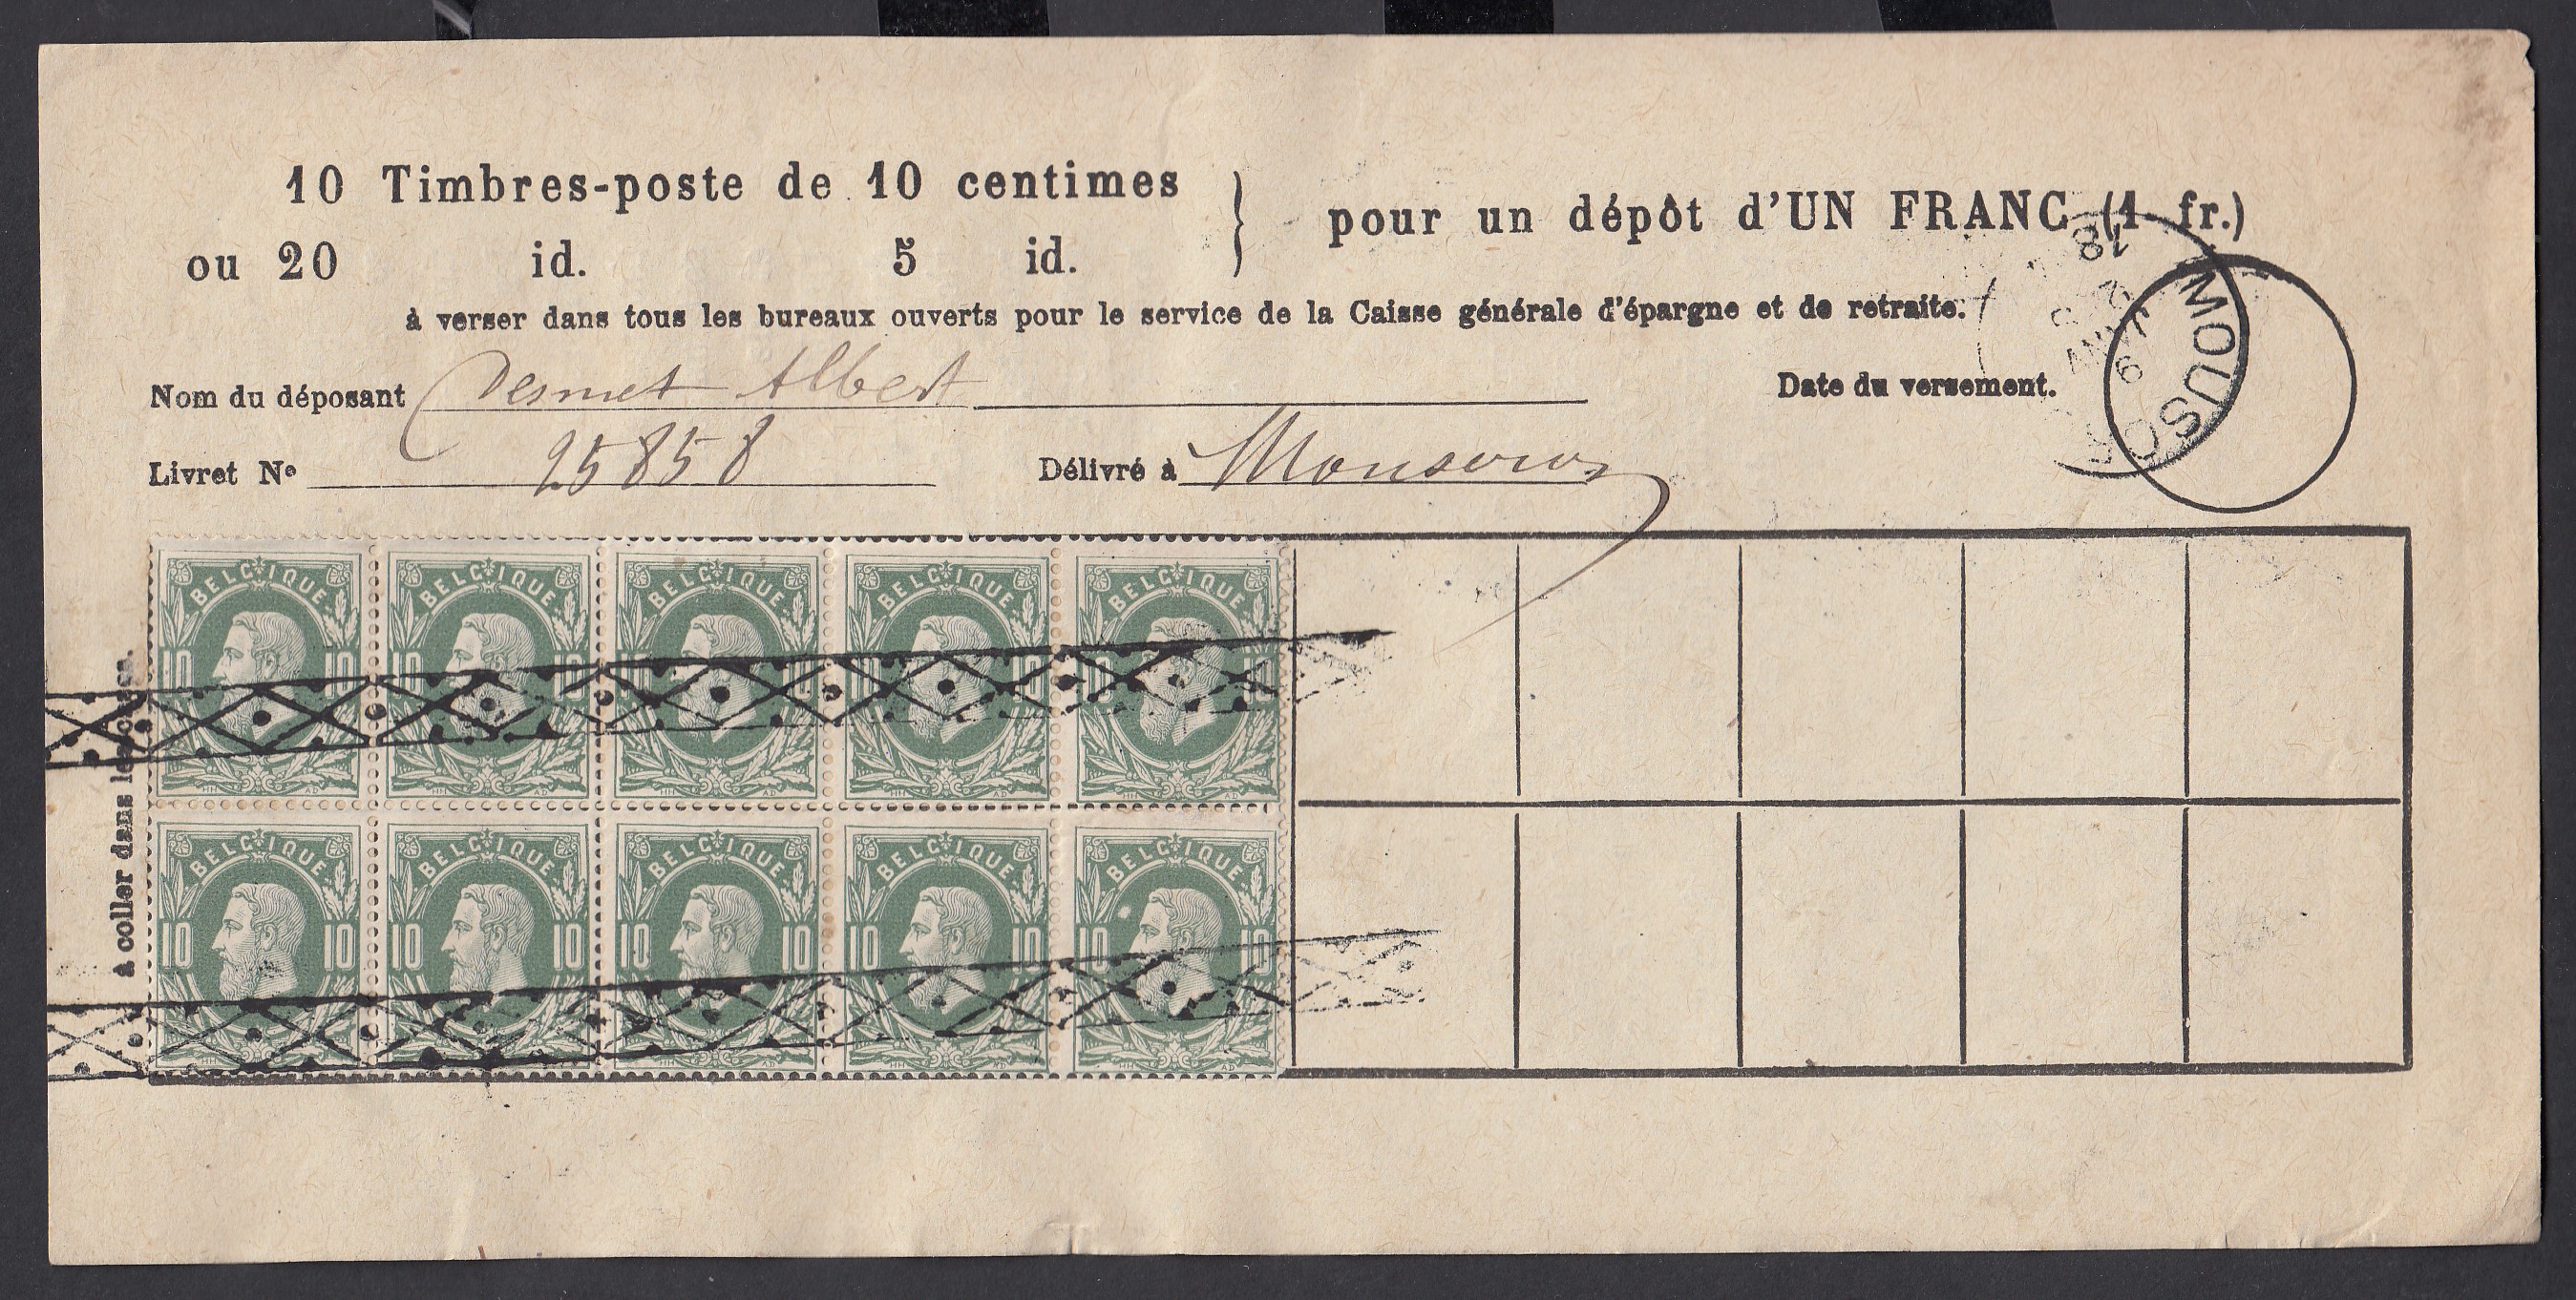 10 Timbres-poste de 10 centimes
ou 20 id. 5 id.
} pour un dépôt d'UN FRANC (1 fr.)
à verser dans tous les bureaux ouverts pour le service de la Caisse générale d'épargne et de retraite.
Nom du déposant Desmet Albert
Date du versement.
Livret No 25858 Délivré à Mouscron
MOUSCR
à coller dans les cases.
BELGIQUE BELGIQUE BELGIQUE BELGIQUE BELGIQUE
10 10 10 10 10 10 10 10 10 10
BELGIQUE BELGIQUE BELGIQUE BELGIQUE BELGIQUE
10 10 10 10 10 10 10 10 10 10